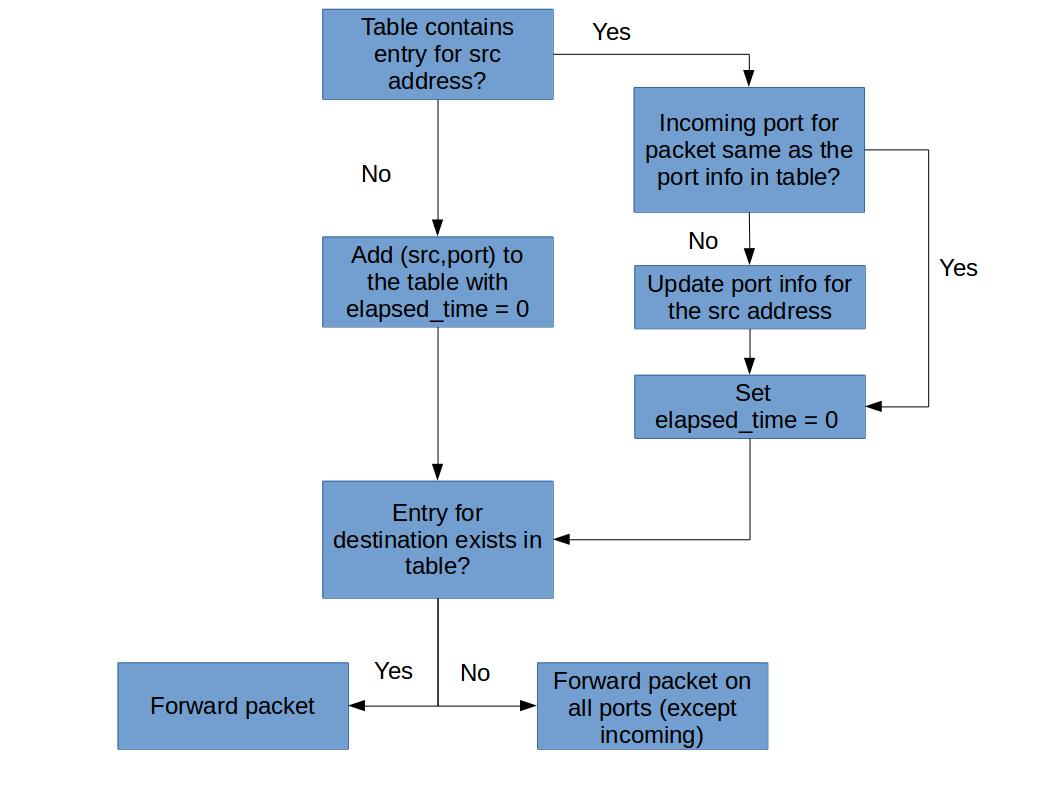 Table contains
entry for src
address?
Yes
Incoming port for
packet same as the
port info in table?
No
No
Yes
Add (src,port) to
the table with
elapsed_time = 0
Update port info for
the src address
Set
elapsed_time = 0
Entry for
destination exists in
table?
Yes
No
Forward packet
Forward packet on
all ports (except
incoming)